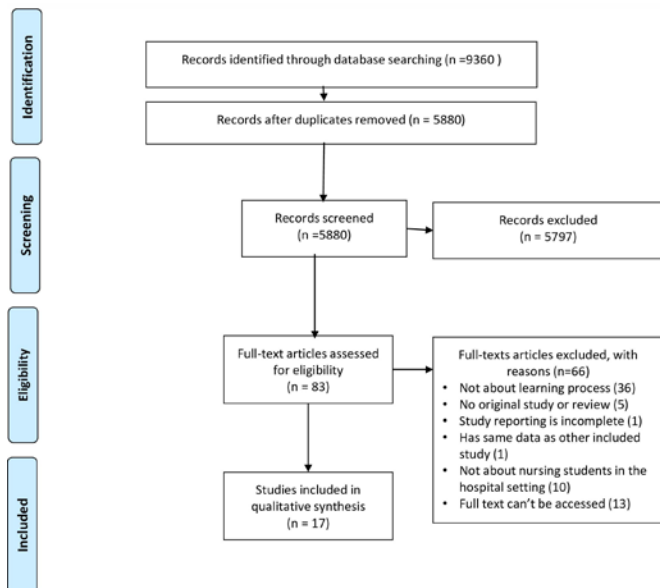 Identification
Records identified through database searching (n =9360 )
Records after duplicates removed (n = 5880)
Screening
Records screened
(n =5880)
Records excluded
(n = 5797)
Eligibility
Full-text articles assessed
for eligibility
(n = 83)
Full-texts articles excluded, with
reasons (n=66)
• Not about learning process (36)
• No original study or review (5)
• Study reporting is incomplete (1)
• Has same data as other included
study (1)
• Not about nursing students in the
hospital setting (10)
• Full text can’t be accessed (13)
Included
Studies included in
qualitative synthesis
(n = 17)